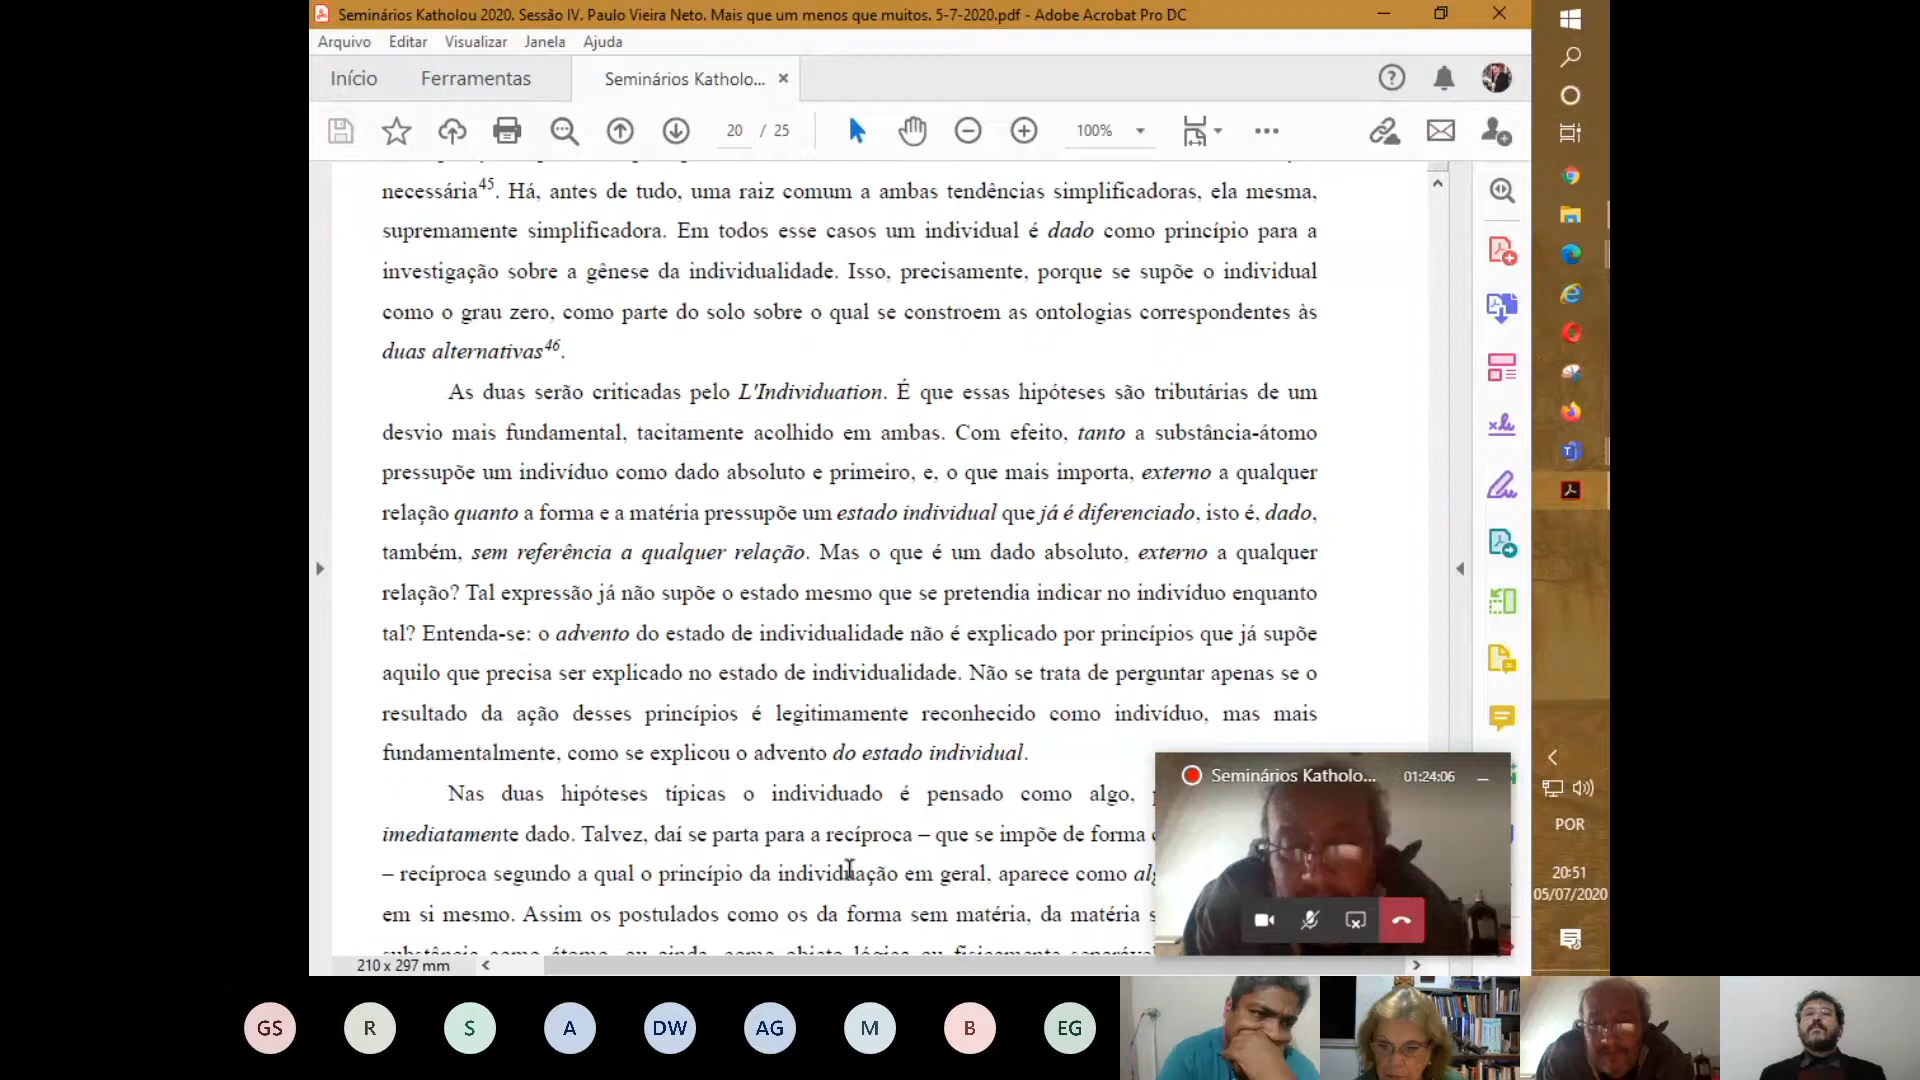 Seminários Katholou 2020. Sessão IV. Paulo Vieira Neto. Mais que um menos que muitos. 5-7-2020.pdf - Adobe Acrobat Pro DC
Arquivo Editar Visualizar Janela Ajuda
Início Ferramentas Seminários Katholo... ×
20 / 25 100%
necessária45. Há, antes de tudo, uma raiz comum a ambas tendências simplificadoras, ela mesma,
supremamente simplificadora. Em todos esse casos um individual é dado como princípio para a
investigação sobre a gênese da individualidade. Isso, precisamente, porque se supõe o individual
como o grau zero, como parte do solo sobre o qual se constroem as ontologias correspondentes às
duas alternativas46.
As duas serão criticadas pelo L'Individuation. É que essas hipóteses são tributárias de um
desvio mais fundamental, tacitamente acolhido em ambas. Com efeito, tanto a substância-átomo
pressupõe um indivíduo como dado absoluto e primeiro, e, o que mais importa, externo a qualquer
relação quanto a forma e a matéria pressupõe um estado individual que já é diferenciado, isto é, dado,
também, sem referência a qualquer relação. Mas o que é um dado absoluto, externo a qualquer
relação? Tal expressão já não supõe o estado mesmo que se pretendia indicar no indivíduo enquanto
tal? Entenda-se: o advento do estado de individualidade não é explicado por princípios que já supõe
aquilo que precisa ser explicado no estado de individualidade. Não se trata de perguntar apenas se o
resultado da ação desses princípios é legitimamente reconhecido como indivíduo, mas mais
fundamentalmente, como se explicou o advento do estado individual.
Nas duas hipóteses típicas o individuado é pensado como algo,
imediatamente dado. Talvez, daí se parta para a recíproca – que se impõe de forma
– recíproca segundo a qual o princípio da individuação em geral, aparece como
em si mesmo. Assim os postulados como os da forma sem matéria, da matéria
substância como átomo, ou ainda, como objeto lógico ou fisicamente
210 x 297 mm
Seminários Katholo... 01:24:06
POR
20:51
05/07/2020
GS R S A DW AG M B EG